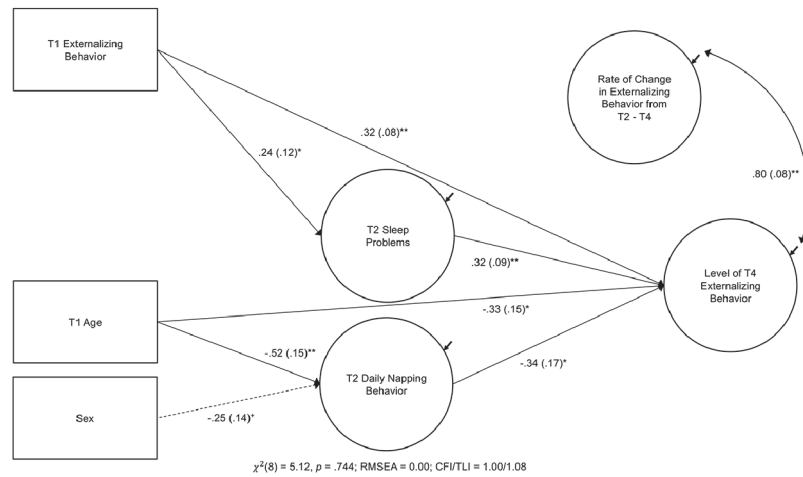 T1 Externalizing
Behavior
Rate of Change
in Externalizing
Behavior from
T2 - T4
.32 (.08)**
.24 (.12)*
.80 (.08)**
T2 Sleep
Problems
.32 (.09)**
Level of T4
Externalizing
Behavior
T1 Age
-.33 (.15)*
-.52 (.15)**
-.34 (.17)*
T2 Daily Napping
Behavior
Sex
-.25 (.14)⁺
χ²(8) = 5.12, p = .744; RMSEA = 0.00; CFI/TLI = 1.00/1.08